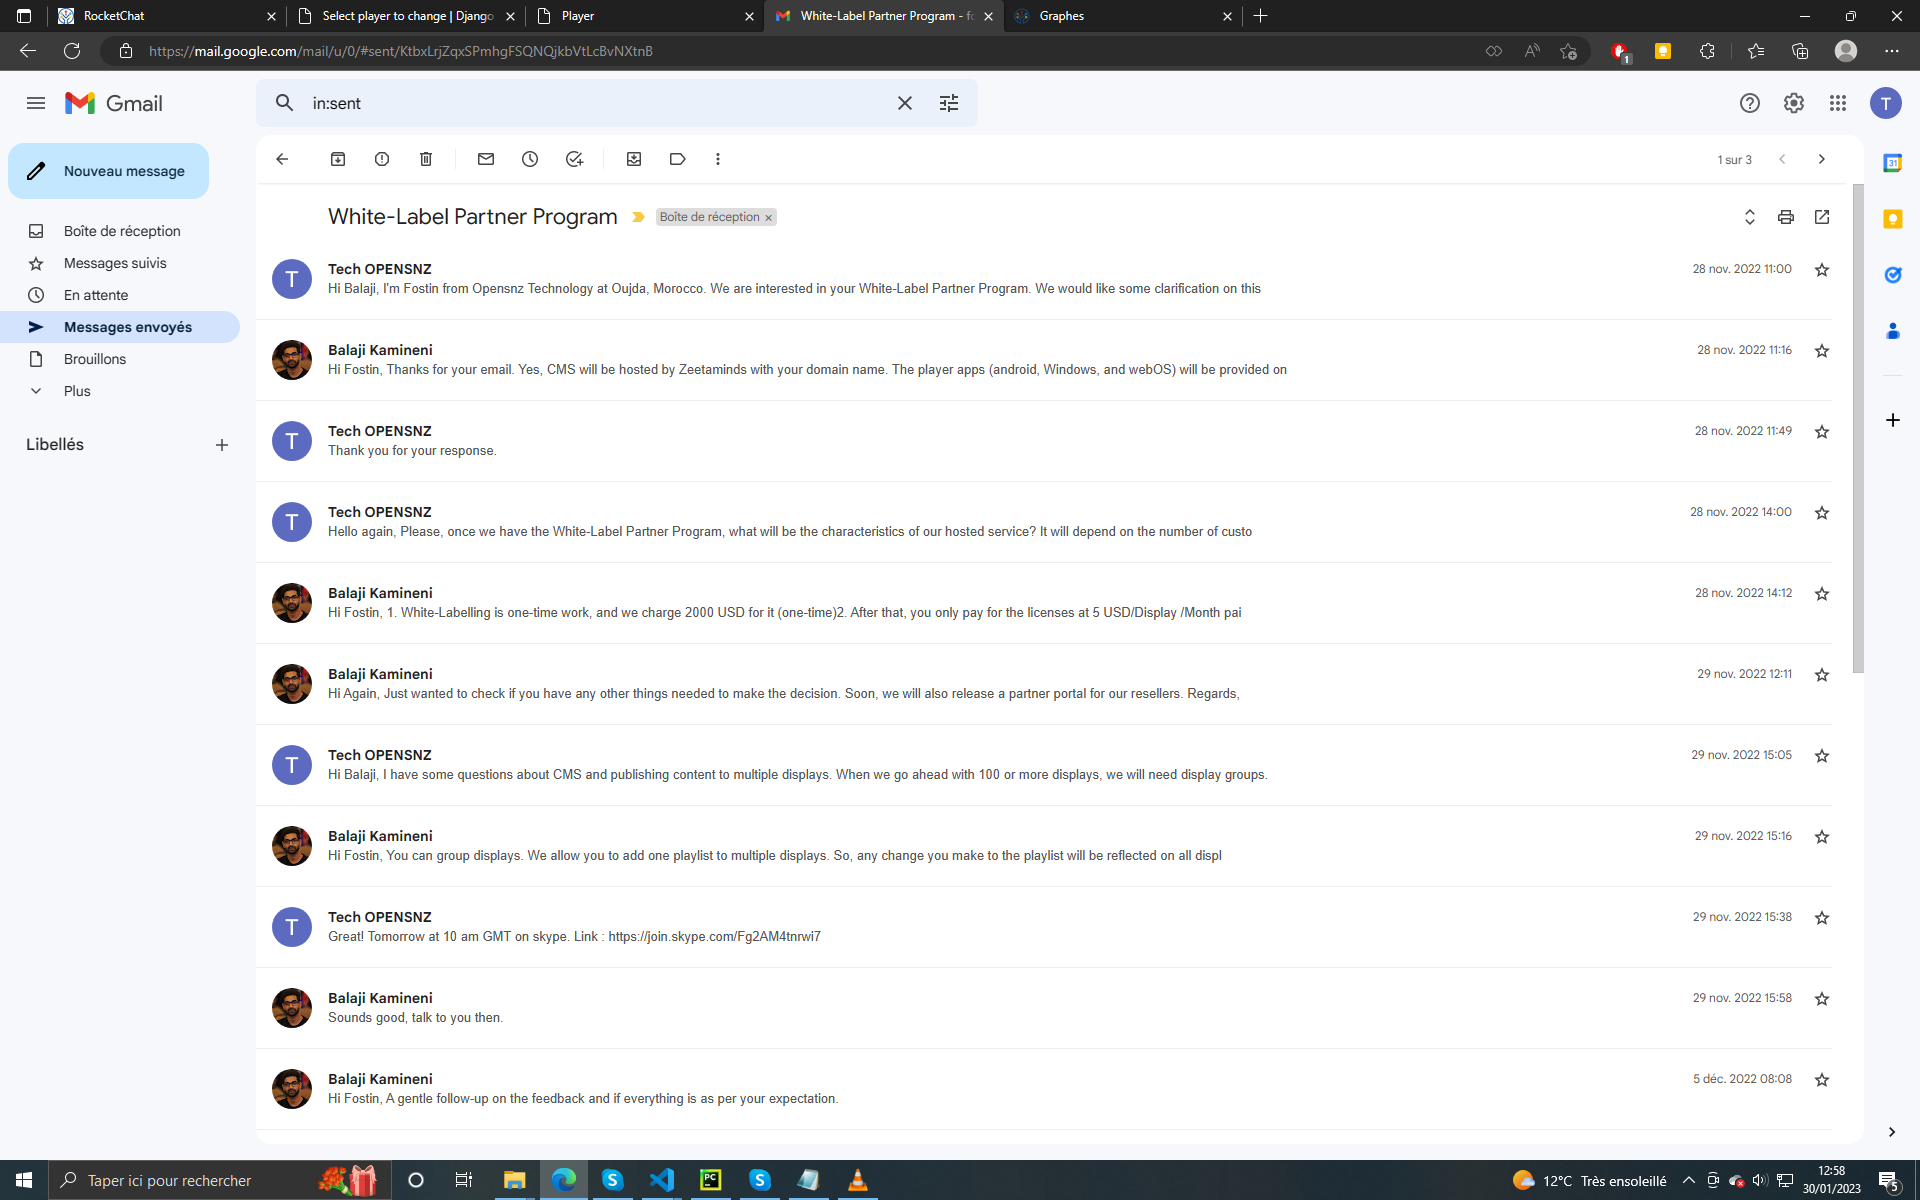 RocketChat
Select player to change | Django
Player
White-Label Partner Program - fo
Graphes
https://mail.google.com/mail/u/0/#sent/KtbxLrjZqxSPmhgFSQNQjkbVtLcBvNXtnB
1
Gmail
in:sent
T
Nouveau message
1 sur 3
31
Boîte de réception
Messages suivis
En attente
Messages envoyés
Brouillons
Plus
Libellés
White-Label Partner Program
Boîte de réception
T
Tech OPENSNZ
28 nov. 2022 11:00
Hi Balaji, I'm Fostin from Opensnz Technology at Oujda, Morocco. We are interested in your White-Label Partner Program. We would like some clarification on this
Balaji Kamineni
28 nov. 2022 11:16
Hi Fostin, Thanks for your email. Yes, CMS will be hosted by Zeetaminds with your domain name. The player apps (android, Windows, and webOS) will be provided on
T
Tech OPENSNZ
28 nov. 2022 11:49
Thank you for your response.
T
Tech OPENSNZ
28 nov. 2022 14:00
Hello again, Please, once we have the White-Label Partner Program, what will be the characteristics of our hosted service? It will depend on the number of custo
Balaji Kamineni
28 nov. 2022 14:12
Hi Fostin, 1. White-Labelling is one-time work, and we charge 2000 USD for it (one-time)2. After that, you only pay for the licenses at 5 USD/Display /Month pai
Balaji Kamineni
29 nov. 2022 12:11
Hi Again, Just wanted to check if you have any other things needed to make the decision. Soon, we will also release a partner portal for our resellers. Regards,
T
Tech OPENSNZ
29 nov. 2022 15:05
Hi Balaji, I have some questions about CMS and publishing content to multiple displays. When we go ahead with 100 or more displays, we will need display groups.
Balaji Kamineni
29 nov. 2022 15:16
Hi Fostin, You can group displays. We allow you to add one playlist to multiple displays. So, any change you make to the playlist will be reflected on all displ
T
Tech OPENSNZ
29 nov. 2022 15:38
Great! Tomorrow at 10 am GMT on skype. Link : https://join.skype.com/Fg2AM4tnrwi7
Balaji Kamineni
29 nov. 2022 15:58
Sounds good, talk to you then.
Balaji Kamineni
5 déc. 2022 08:08
Hi Fostin, A gentle follow-up on the feedback and if everything is as per your expectation.
Taper ici pour rechercher
PC
12°C Très ensoleillé
12:58
30/01/2023
5